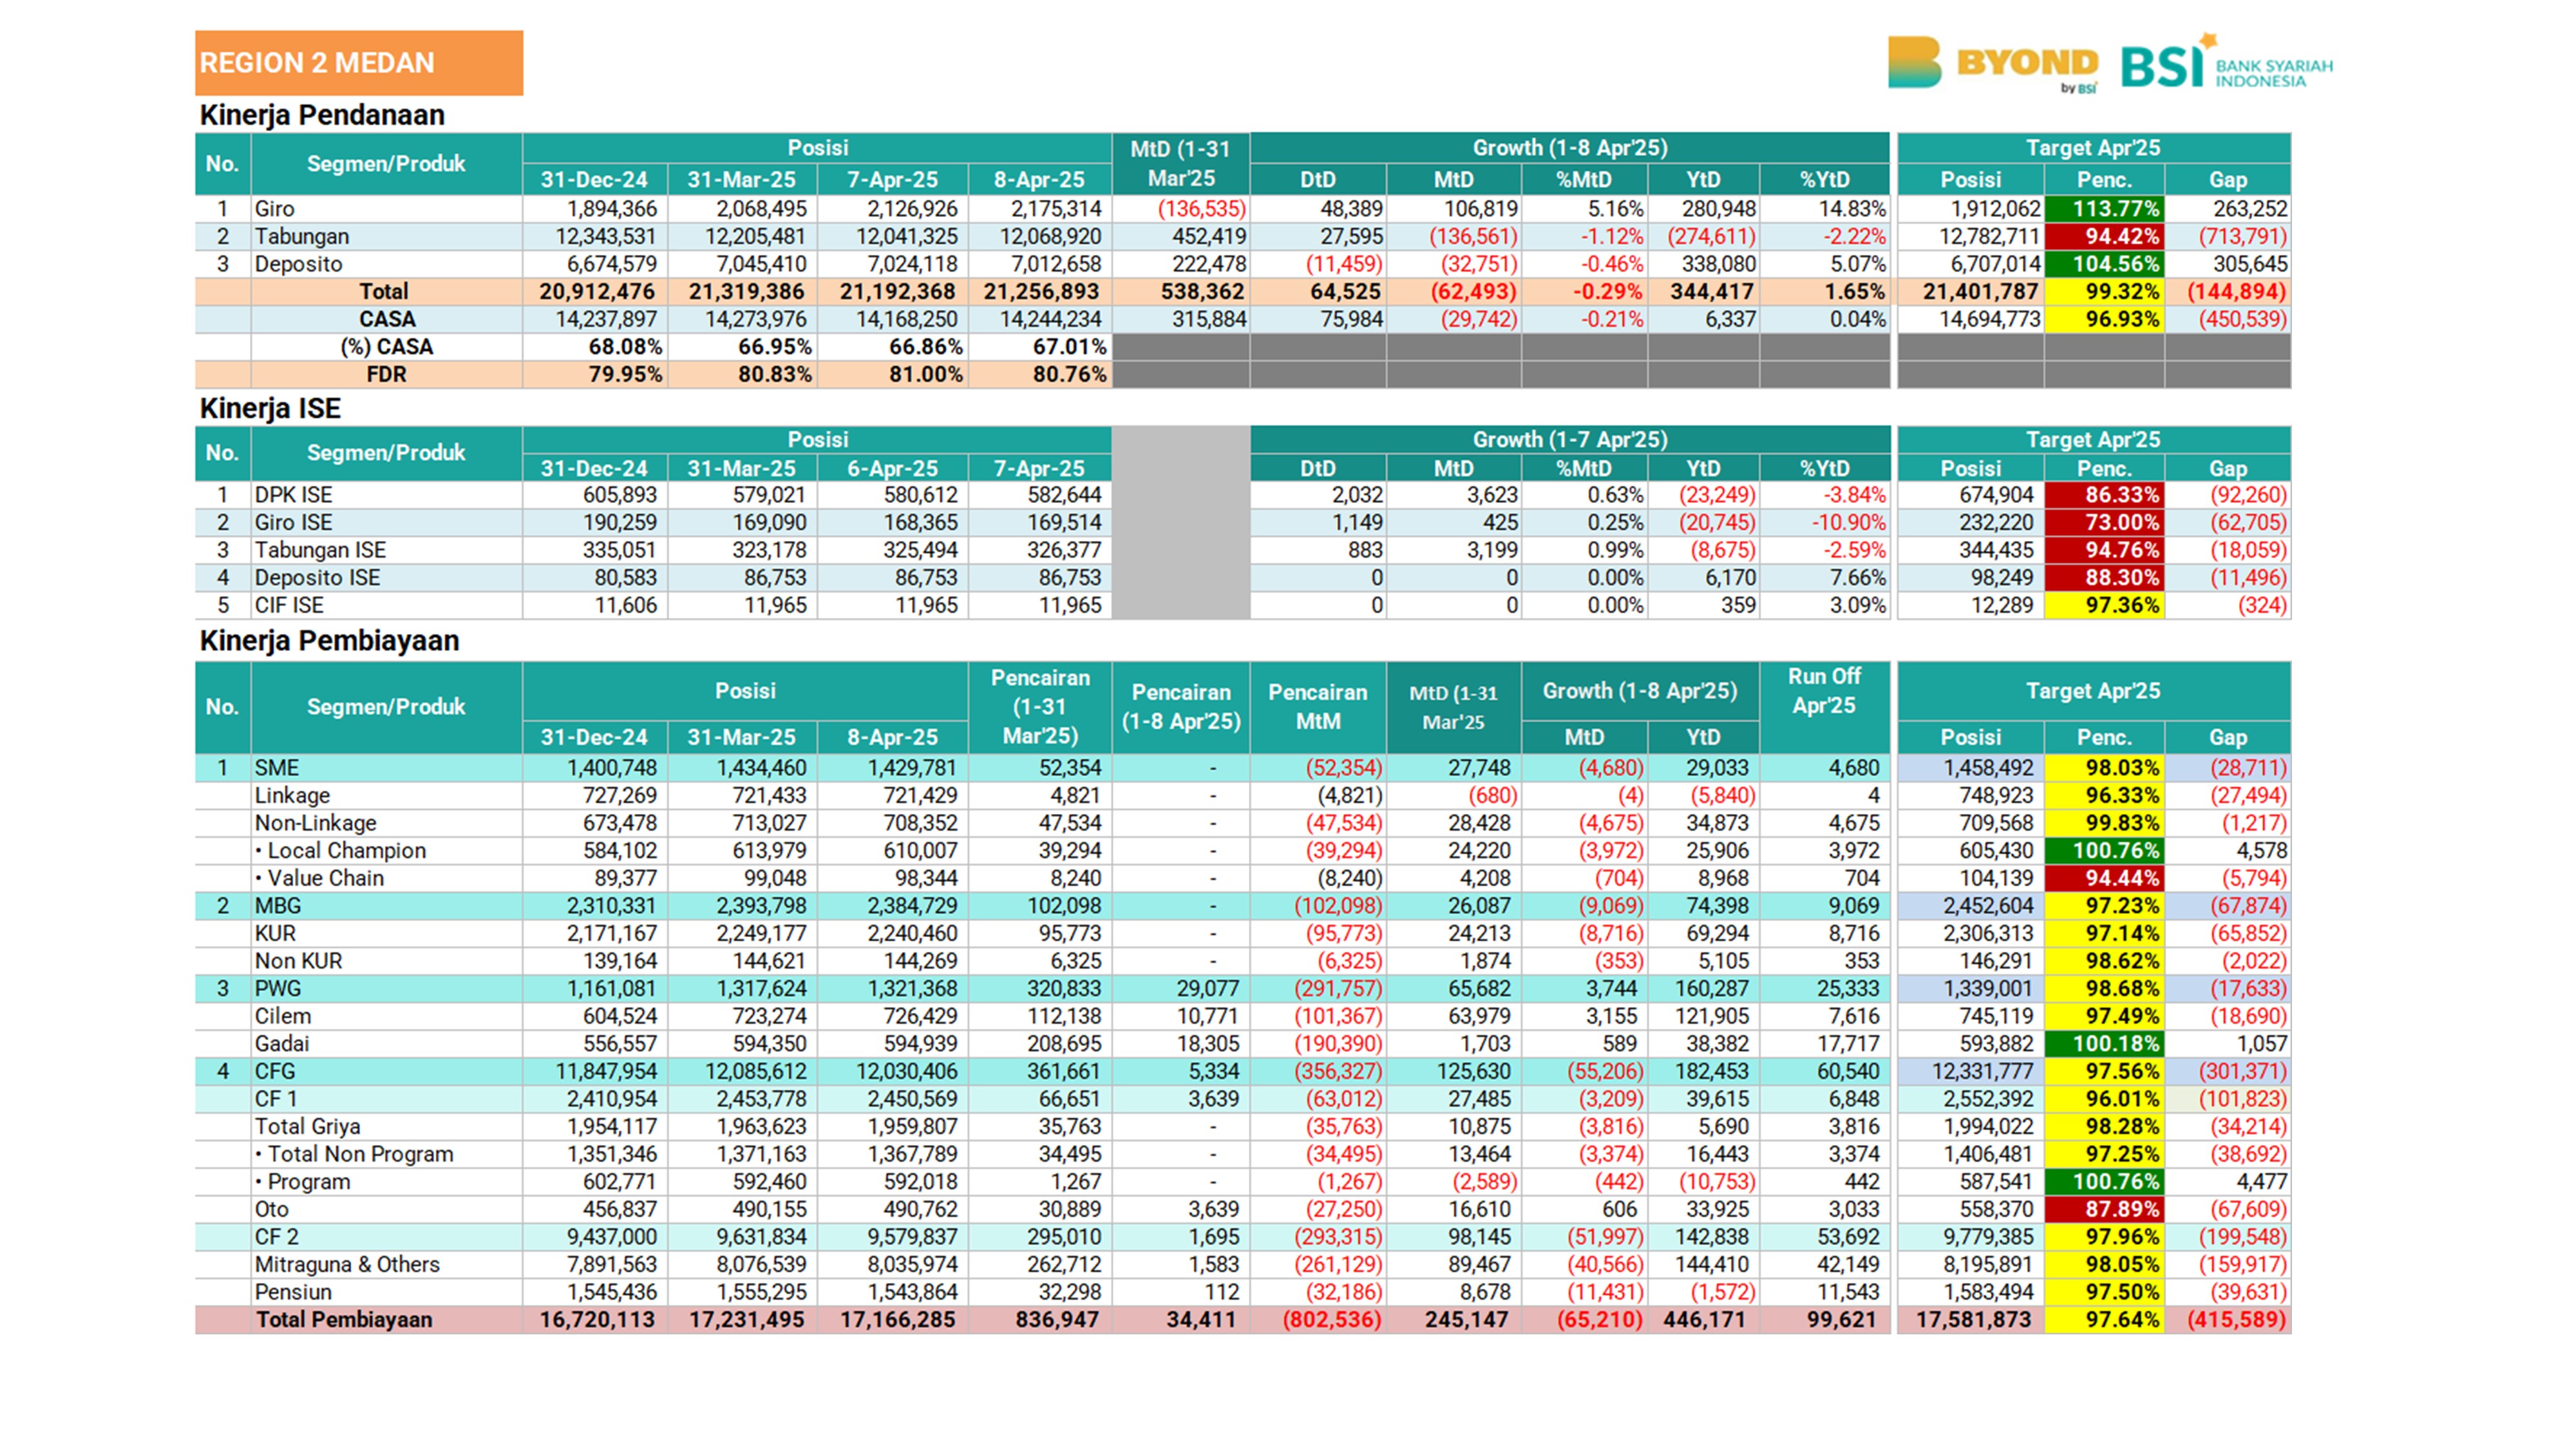 REGION 2 MEDAN
BYOND by BSI BSI BANK SYARIAH INDONESIA
Kinerja Pendanaan
No. Segmen/Produk Posisi MtD (1-31 Mar'25 Growth (1-8 Apr'25) Target Apr'25
31-Dec-24 31-Mar-25 7-Apr-25 8-Apr-25 DtD MtD %MtD YtD %YtD Posisi Penc. Gap
1 Giro 1,894,366 2,068,495 2,126,926 2,175,314 (136,535) 48,389 106,819 5.16% 280,948 14.83% 1,912,062 113.77% 263,252
2 Tabungan 12,343,531 12,205,481 12,041,325 12,068,920 452,419 27,595 (136,561) -1.12% (274,611) -2.22% 12,782,711 94.42% (713,791)
3 Deposito 6,674,579 7,045,410 7,024,118 7,012,658 222,478 (11,459) (32,751) -0.46% 338,080 5.07% 6,707,014 104.56% 305,645
Total 20,912,476 21,319,386 21,192,368 21,256,893 538,362 64,525 (62,493) -0.29% 344,417 1.65% 21,401,787 99.32% (144,894)
CASA 14,237,897 14,273,976 14,168,250 14,244,234 315,884 75,984 (29,742) -0.21% 6,337 0.04% 14,694,773 96.93% (450,539)
(%) CASA 68.08% 66.95% 66.86% 67.01%
FDR 79.95% 80.83% 81.00% 80.76%
Kinerja ISE
No. Segmen/Produk Posisi Growth (1-7 Apr'25) Target Apr'25
31-Dec-24 31-Mar-25 6-Apr-25 7-Apr-25 DtD MtD %MtD YtD %YtD Posisi Penc. Gap
1 DPK ISE 605,893 579,021 580,612 582,644 2,032 3,623 0.63% (23,249) -3.84% 674,904 86.33% (92,260)
2 Giro ISE 190,259 169,090 168,365 169,514 1,149 425 0.25% (20,745) -10.90% 232,220 73.00% (62,705)
3 Tabungan ISE 335,051 323,178 325,494 326,377 883 3,199 0.99% (8,675) -2.59% 344,435 94.76% (18,059)
4 Deposito ISE 80,583 86,753 86,753 86,753 0 0 0.00% 6,170 7.66% 98,249 88.30% (11,496)
5 CIF ISE 11,606 11,965 11,965 11,965 0 0 0.00% 359 3.09% 12,289 97.36% (324)
Kinerja Pembiayaan
No. Segmen/Produk Posisi Pencairan (1-31 Mar'25) Pencairan (1-8 Apr'25) Pencairan MtM MtD (1-31 Mar'25 Growth (1-8 Apr'25) Run Off Apr'25 Target Apr'25
31-Dec-24 31-Mar-25 8-Apr-25 MtD YtD Posisi Penc. Gap
1 SME 1,400,748 1,434,460 1,429,781 52,354 - (52,354) 27,748 (4,680) 29,033 4,680 1,458,492 98.03% (28,711)
Linkage 727,269 721,433 721,429 4,821 - (4,821) (680) (4) (5,840) 4 748,923 96.33% (27,494)
Non-Linkage 673,478 713,027 708,352 47,534 - (47,534) 28,428 (4,675) 34,873 4,675 709,568 99.83% (1,217)
• Local Champion 584,102 613,979 610,007 39,294 - (39,294) 24,220 (3,972) 25,906 3,972 605,430 100.76% 4,578
• Value Chain 89,377 99,048 98,344 8,240 - (8,240) 4,208 (704) 8,968 704 104,139 94.44% (5,794)
2 MBG 2,310,331 2,393,798 2,384,729 102,098 - (102,098) 26,087 (9,069) 74,398 9,069 2,452,604 97.23% (67,874)
KUR 2,171,167 2,249,177 2,240,460 95,773 - (95,773) 24,213 (8,716) 69,294 8,716 2,306,313 97.14% (65,852)
Non KUR 139,164 144,621 144,269 6,325 - (6,325) 1,874 (353) 5,105 353 146,291 98.62% (2,022)
3 PWG 1,161,081 1,317,624 1,321,368 320,833 29,077 (291,757) 65,682 3,744 160,287 25,333 1,339,001 98.68% (17,633)
Cilem 604,524 723,274 726,429 112,138 10,771 (101,367) 63,979 3,155 121,905 7,616 745,119 97.49% (18,690)
Gadai 556,557 594,350 594,939 208,695 18,305 (190,390) 1,703 589 38,382 17,717 593,882 100.18% 1,057
4 CFG 11,847,954 12,085,612 12,030,406 361,661 5,334 (356,327) 125,630 (55,206) 182,453 60,540 12,331,777 97.56% (301,371)
CF 1 2,410,954 2,453,778 2,450,569 66,651 3,639 (63,012) 27,485 (3,209) 39,615 6,848 2,552,392 96.01% (101,823)
Total Griya 1,954,117 1,963,623 1,959,807 35,763 - (35,763) 10,875 (3,816) 5,690 3,816 1,994,022 98.28% (34,214)
• Total Non Program 1,351,346 1,371,163 1,367,789 34,495 - (34,495) 13,464 (3,374) 16,443 3,374 1,406,481 97.25% (38,692)
• Program 602,771 592,460 592,018 1,267 - (1,267) (2,589) (442) (10,753) 442 587,541 100.76% 4,477
Oto 456,837 490,155 490,762 30,889 3,639 (27,250) 16,610 606 33,925 3,033 558,370 87.89% (67,609)
CF 2 9,437,000 9,631,834 9,579,837 295,010 1,695 (293,315) 98,145 (51,997) 142,838 53,692 9,779,385 97.96% (199,548)
Mitraguna & Others 7,891,563 8,076,539 8,035,974 262,712 1,583 (261,129) 89,467 (40,566) 144,410 42,149 8,195,891 98.05% (159,917)
Pensiun 1,545,436 1,555,295 1,543,864 32,298 112 (32,186) 8,678 (11,431) (1,572) 11,543 1,583,494 97.50% (39,631)
Total Pembiayaan 16,720,113 17,231,495 17,166,285 836,947 34,411 (802,536) 245,147 (65,210) 446,171 99,621 17,581,873 97.64% (415,589)